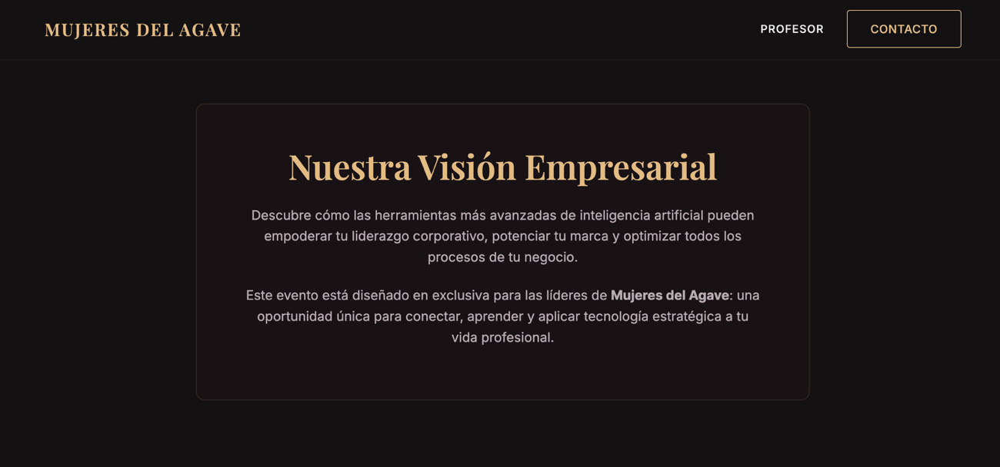 MUJERES DEL AGAVE
PROFESOR
CONTACTO
Nuestra Visión Empresarial
Descubre cómo las herramientas más avanzadas de inteligencia artificial pueden
empoderar tu liderazgo corporativo, potenciar tu marca y optimizar todos los
procesos de tu negocio.
Este evento está diseñado en exclusiva para las líderes de Mujeres del Agave: una
oportunidad única para conectar, aprender y aplicar tecnología estratégica a tu
vida profesional.